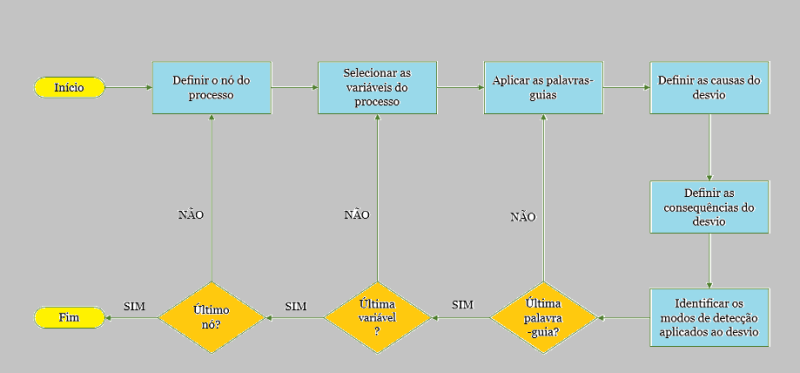 Início
Definir o nó do
processo
Selecionar as
variáveis do
processo
Aplicar as palavras-
guias
Definir as causas do
desvio
Definir as
consequências do
desvio
NÃO
NÃO
NÃO
Identificar os
modos de detecção
aplicados ao desvio
Última
palavra
-guia?
SIM
Última
variável
?
SIM
Último
nó?
SIM
Fim